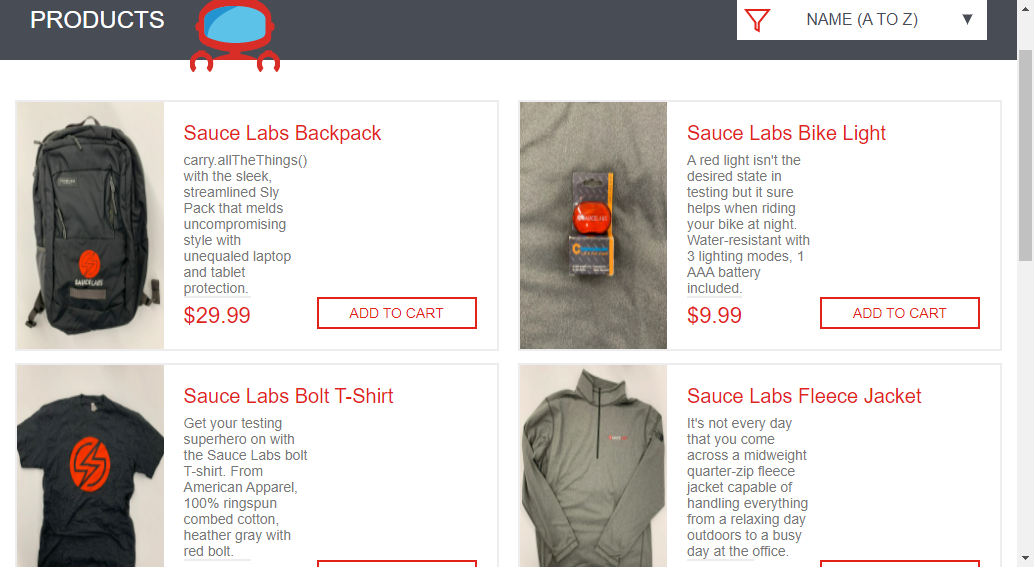 PRODUCTS
NAME (A TO Z)
Sauce Labs Backpack
carry.allTheThings()
with the sleek,
streamlined Sly
Pack that melds
uncompromising
style with
unequaled laptop
and tablet
protection.
$29.99
ADD TO CART
SAUCELABS
Sauce Labs Bike Light
A red light isn't the
desired state in
testing but it sure
helps when riding
your bike at night.
Water-resistant with
3 lighting modes, 1
AAA battery
included.
$9.99
ADD TO CART
SAUCELABS
Sauce Labs Bolt T-Shirt
Get your testing
superhero on with
the Sauce Labs bolt
T-shirt. From
American Apparel,
100% ringspun
combed cotton,
heather gray with
red bolt.
Sauce Labs Fleece Jacket
It's not every day
that you come
across a midweight
quarter-zip fleece
jacket capable of
handling everything
from a relaxing day
outdoors to a busy
day at the office.